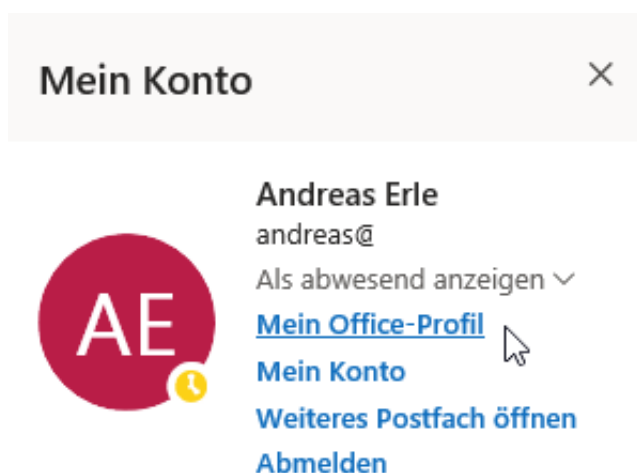 Mein Konto
Andreas Erle
andreas@
Als abwesend anzeigen
AE
Mein Office-Profil
Mein Konto
Weiteres Postfach öffnen
Abmelden